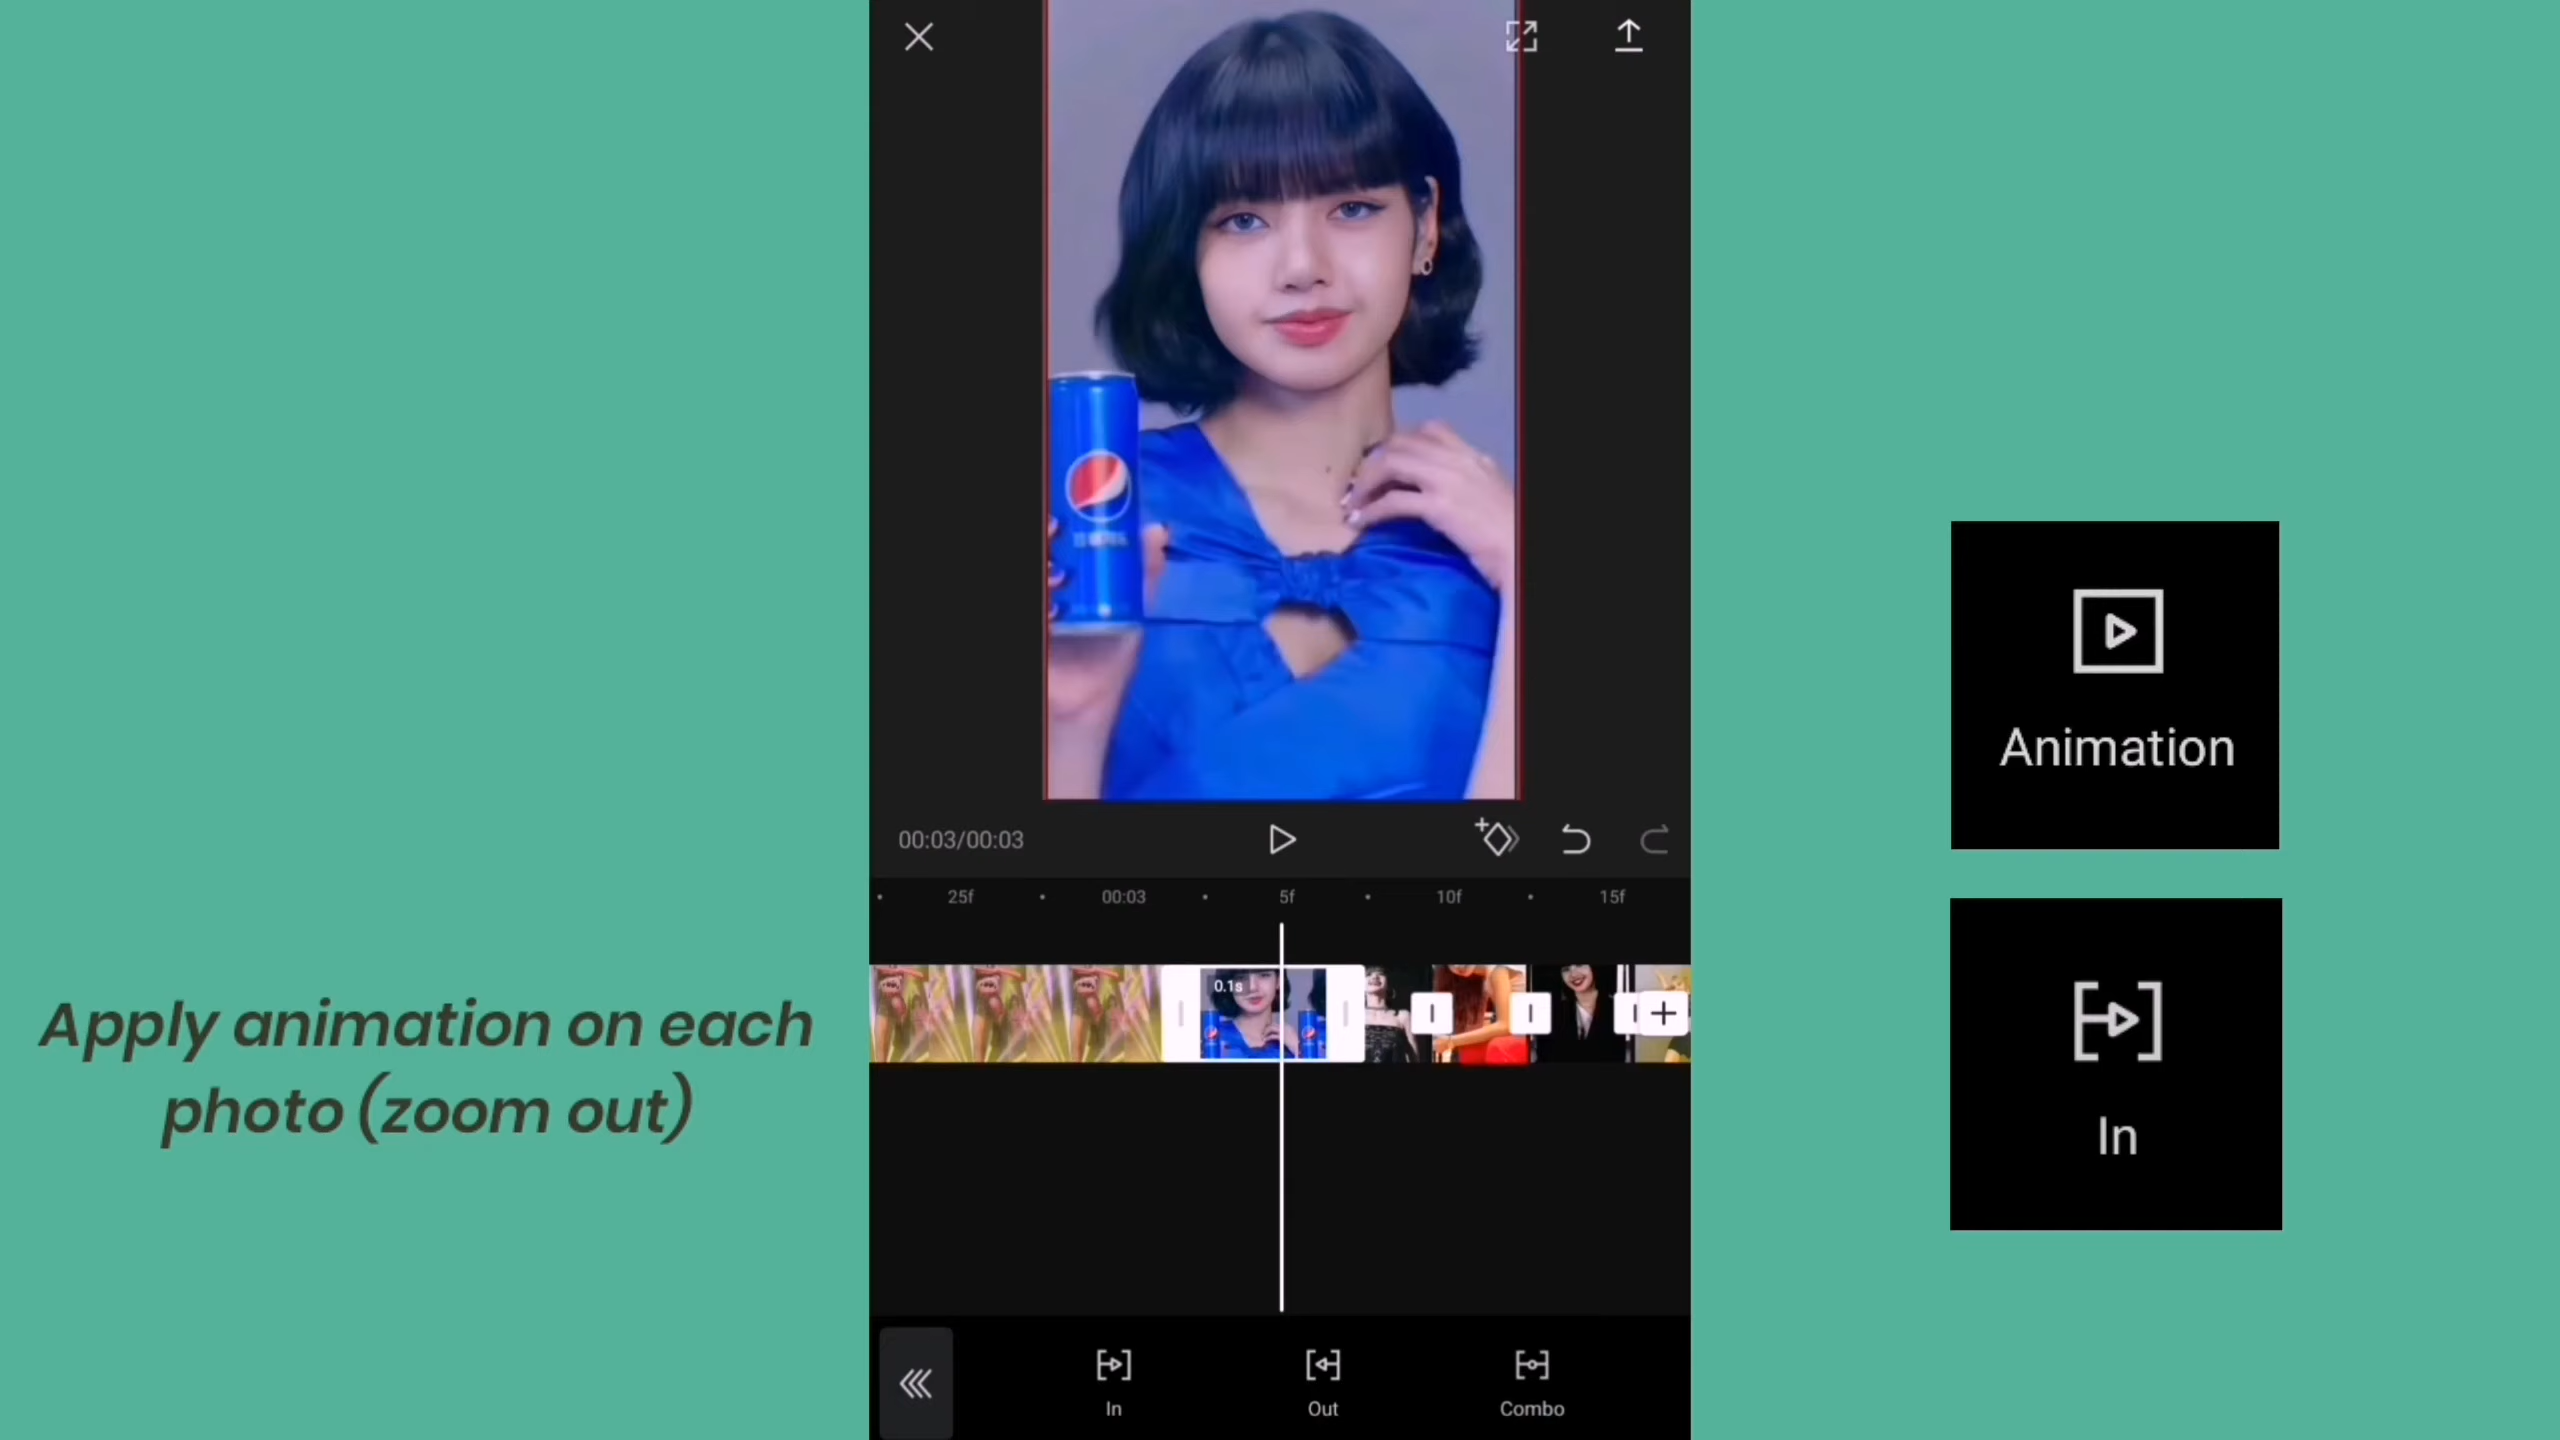 00:03/00:03
25f
00:03
5f
10f
15f
0.1s
Apply animation on each
photo (zoom out)
Animation
In
In
Out
Combo